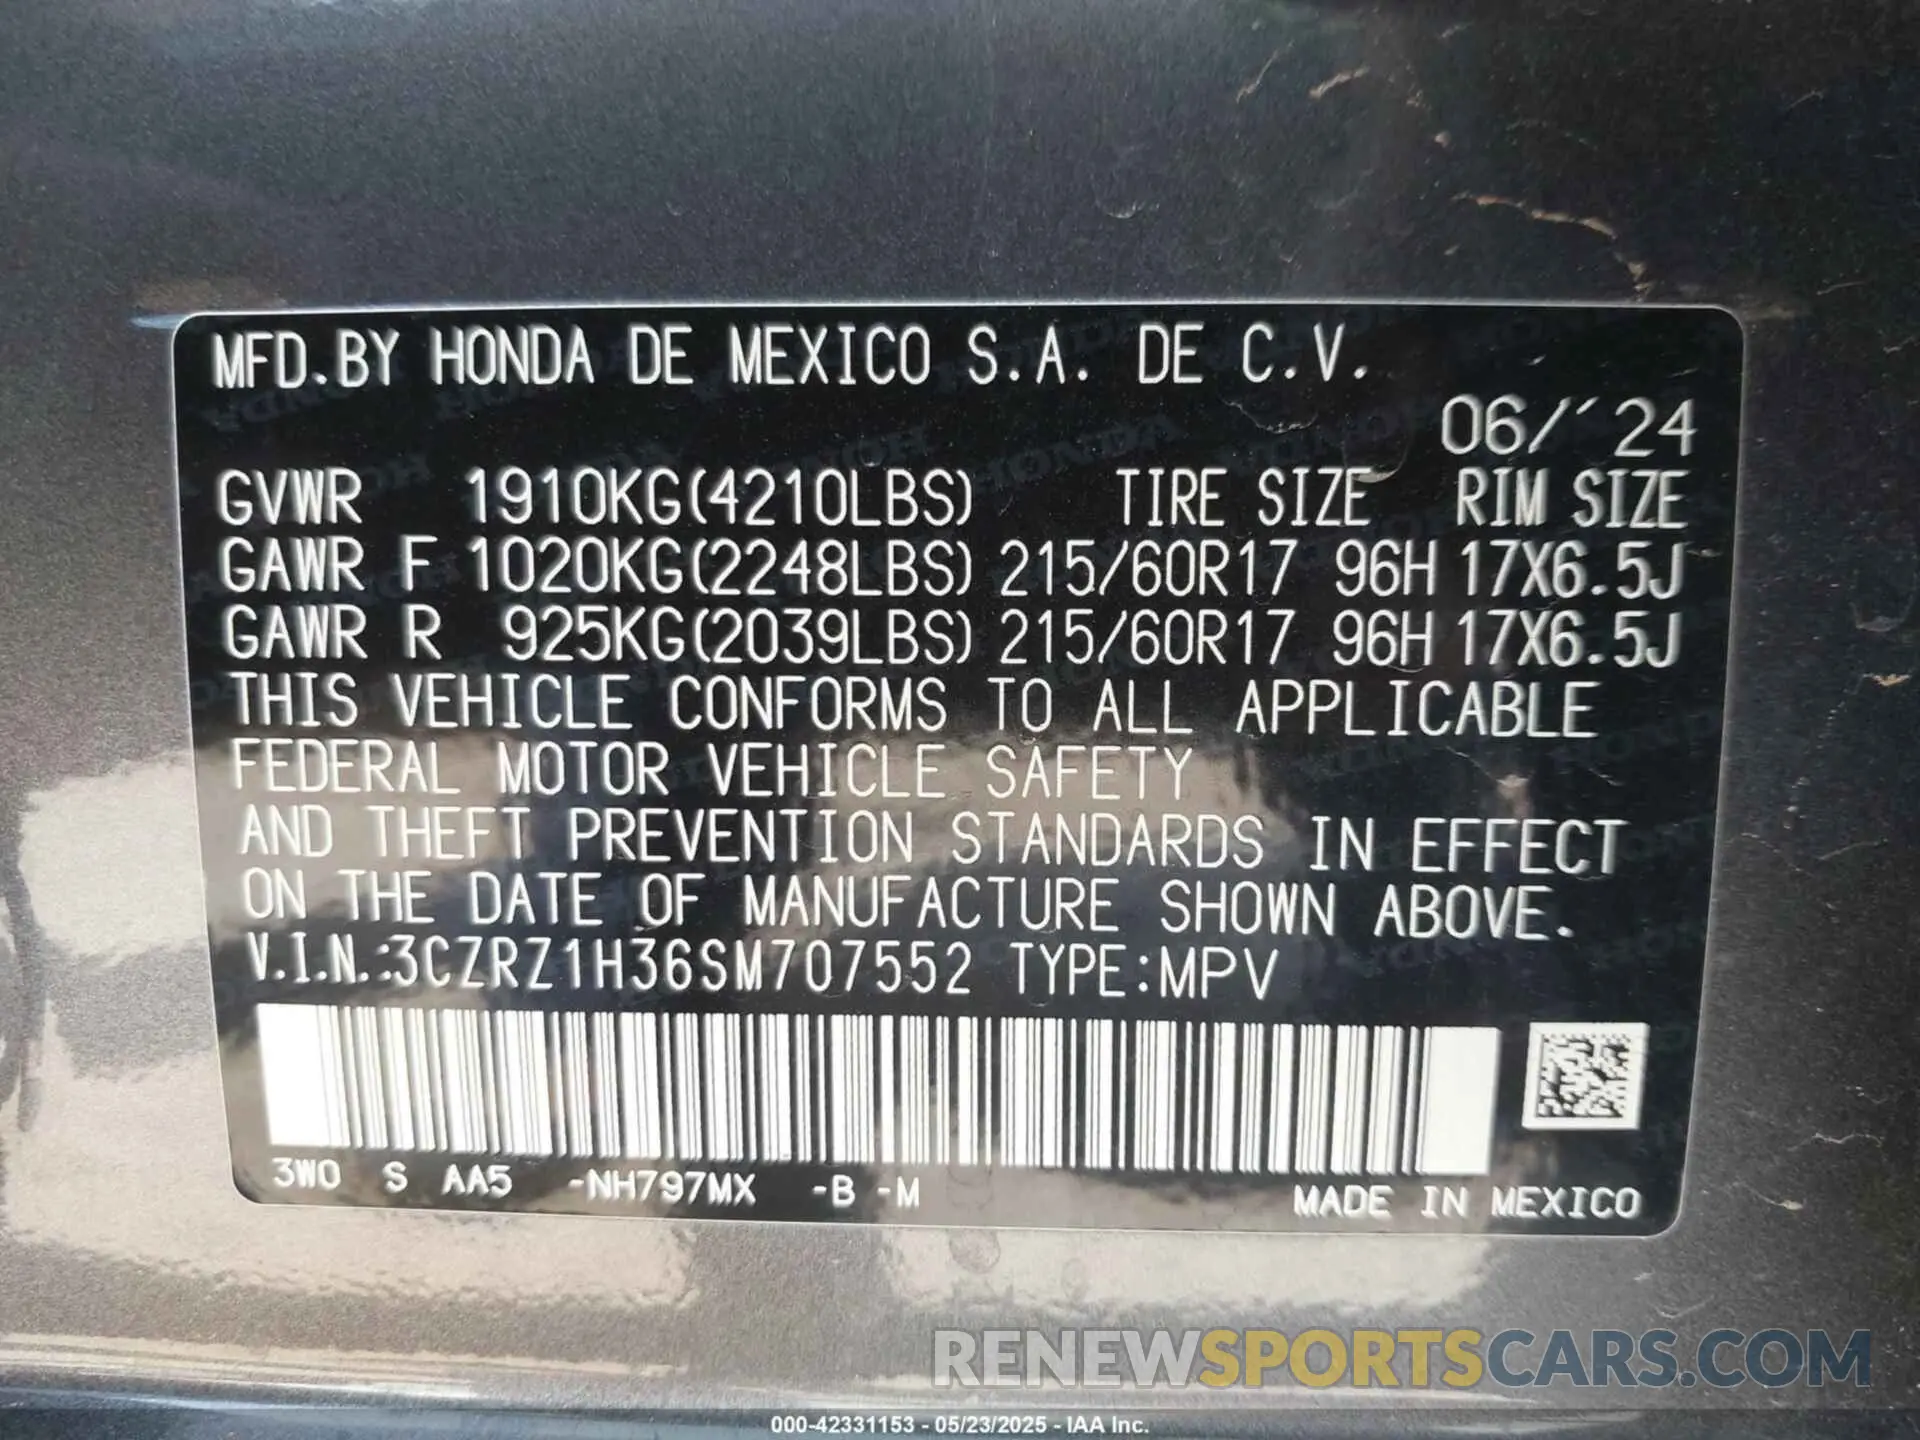 MFD.BY HONDA DE MEXICO S.A. DE C.V.
06/´24
GVWR 1910KG(4210LBS) TIRE SIZE RIM SIZE
GAWR F 1020KG(2248LBS) 215/60R17 96H 17X6.5J
GAWR R 925KG(2039LBS) 215/60R17 96H 17X6.5J
THIS VEHICLE CONFORMS TO ALL APPLICABLE
FEDERAL MOTOR VEHICLE SAFETY
AND THEFT PREVENTION STANDARDS IN EFFECT
ON THE DATE OF MANUFACTURE SHOWN ABOVE.
V.I.N.:3CZRZ1H36SM707552 TYPE:MPV
3W0 S AA5 -NH797MX -B -M
MADE IN MEXICO
RENEWSPORTSCARS.COM
000-42331153 - 05/23/2025 - IAA Inc.